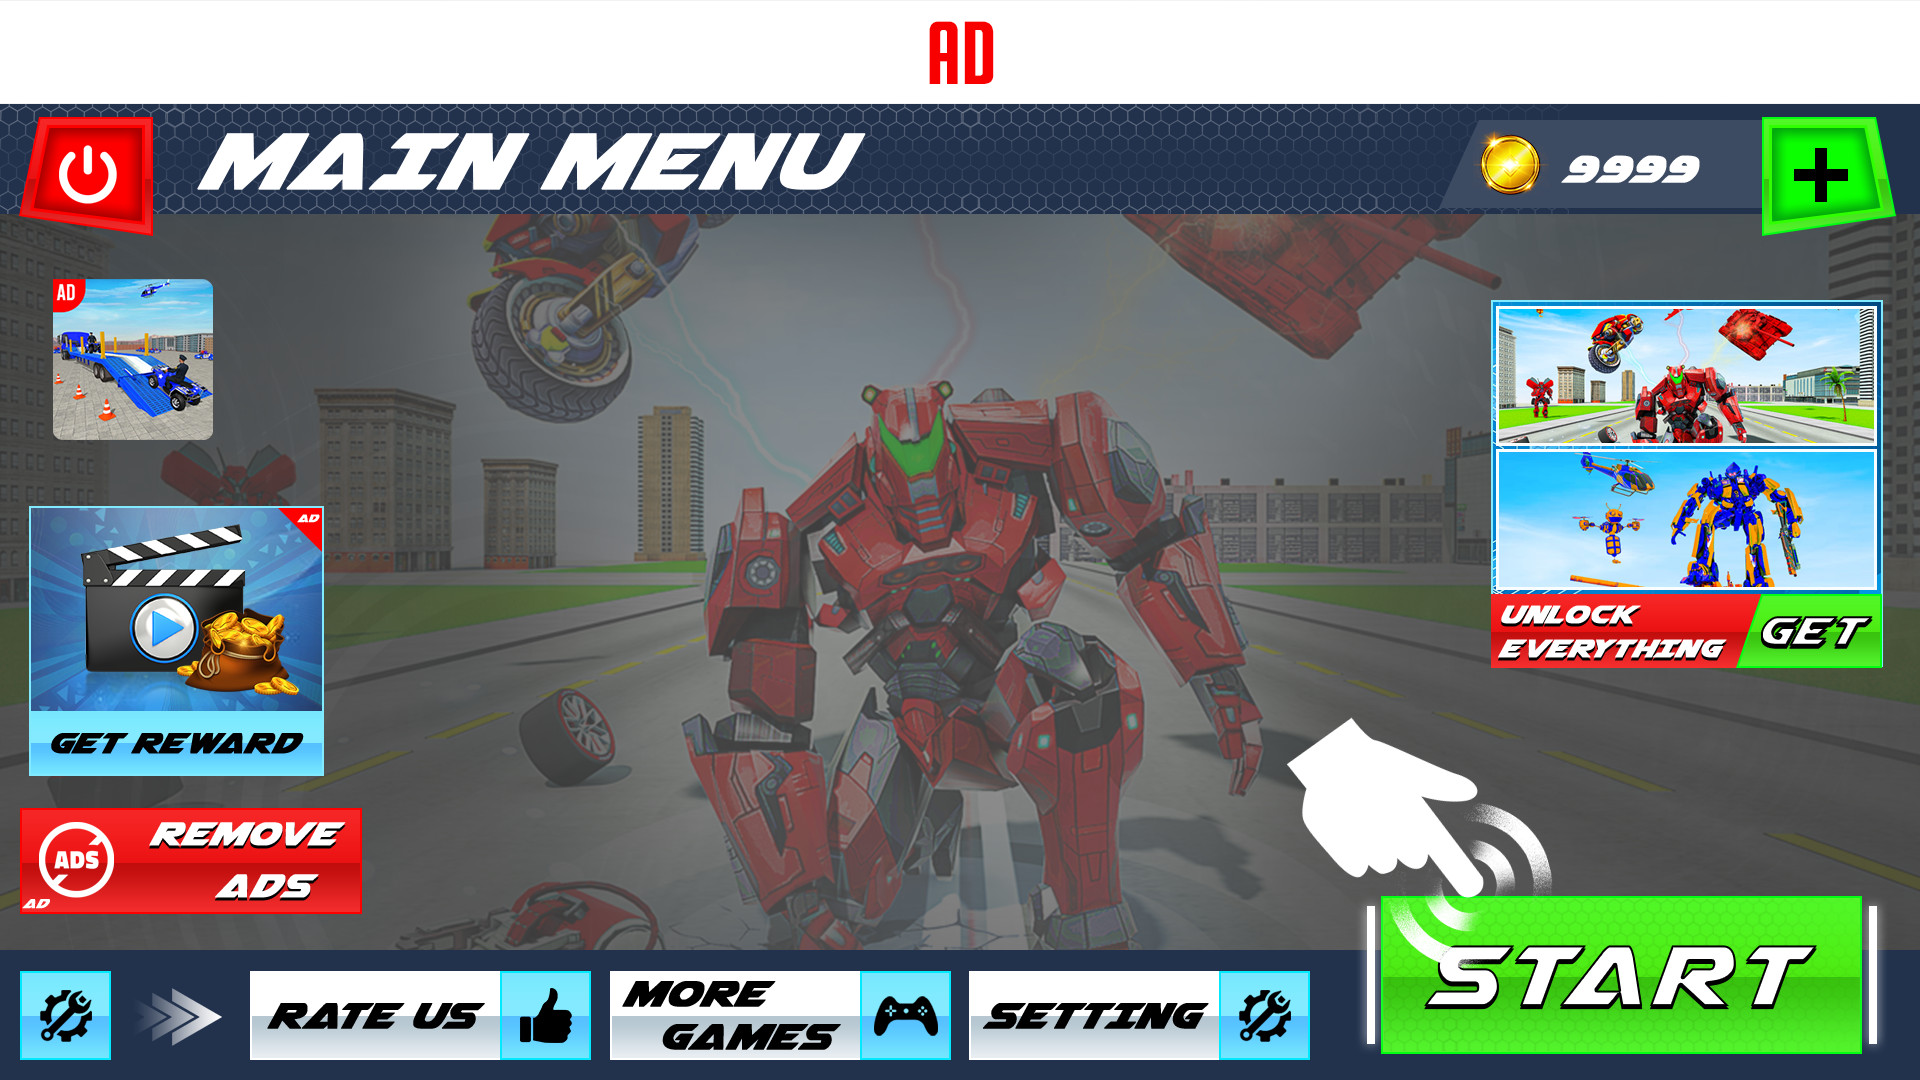 AD
MAIN MENU
9999
AD
AD
GET REWARD
UNLOCK
EVERYTHING
GET
ADS
REMOVE
ADS
AD
RATE US
MORE
GAMES
SETTING
START